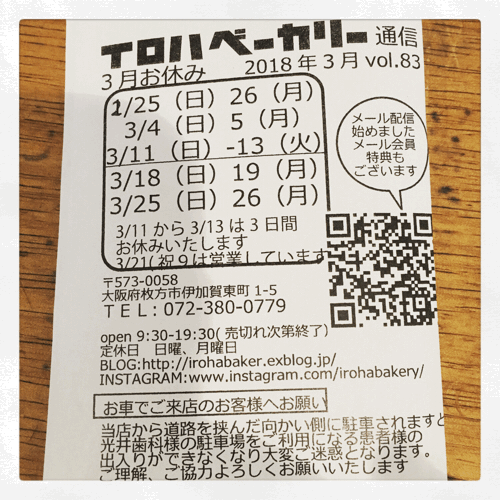 イロハベーカリー通信
3月お休み 2018年3月 vol.83
2/25（日）26（月）
3/4（日）5（月）
3/11（日）-13（火）
3/18（日）19（月）
3/25（日）26（月）
3/11から3/13は3日間
お休みいたします
3/21(祝９は営業しています
メール配信
始めました
メール会員
特典も
ございます
〒573-0058
大阪府枚方市伊加賀東町1-5
ＴＥＬ：072-380-0779
open 9:30-19:30(売切れ次第終了)
定休日　日曜、月曜日
BLOG:http://irohabaker.exblog.jp/
INSTAGRAM:www.instagram.com/irohabakery/
お車でご来店のお客様へお願い
当店から道路を挟んだ向かい側に駐車されますと
元井歯科様の駐車場をご利用になる患者様の
出入りができなくなり大変ご迷惑となります。
ご理解、ご協力よろしくお願いいたします